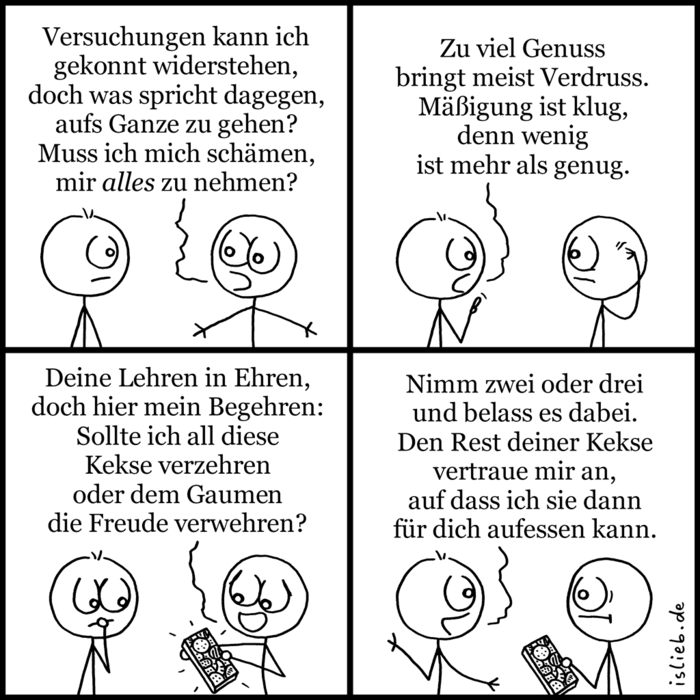 Versuchungen kann ich
gekonnt widerstehen,
doch was spricht dagegen,
aufs Ganze zu gehen?
Muss ich mich schämen,
mir alles zu nehmen?
Zu viel Genuss
bringt meist Verdruss.
Mäßigung ist klug,
denn wenig
ist mehr als genug.
Deine Lehren in Ehren,
doch hier mein Begehren:
Sollte ich all diese
Kekse verzehren
oder dem Gaumen
die Freude verwehren?
Nimm zwei oder drei
und belass es dabei.
Den Rest deiner Kekse
vertraue mir an,
auf dass ich sie dann
für dich aufessen kann.
islieb.de